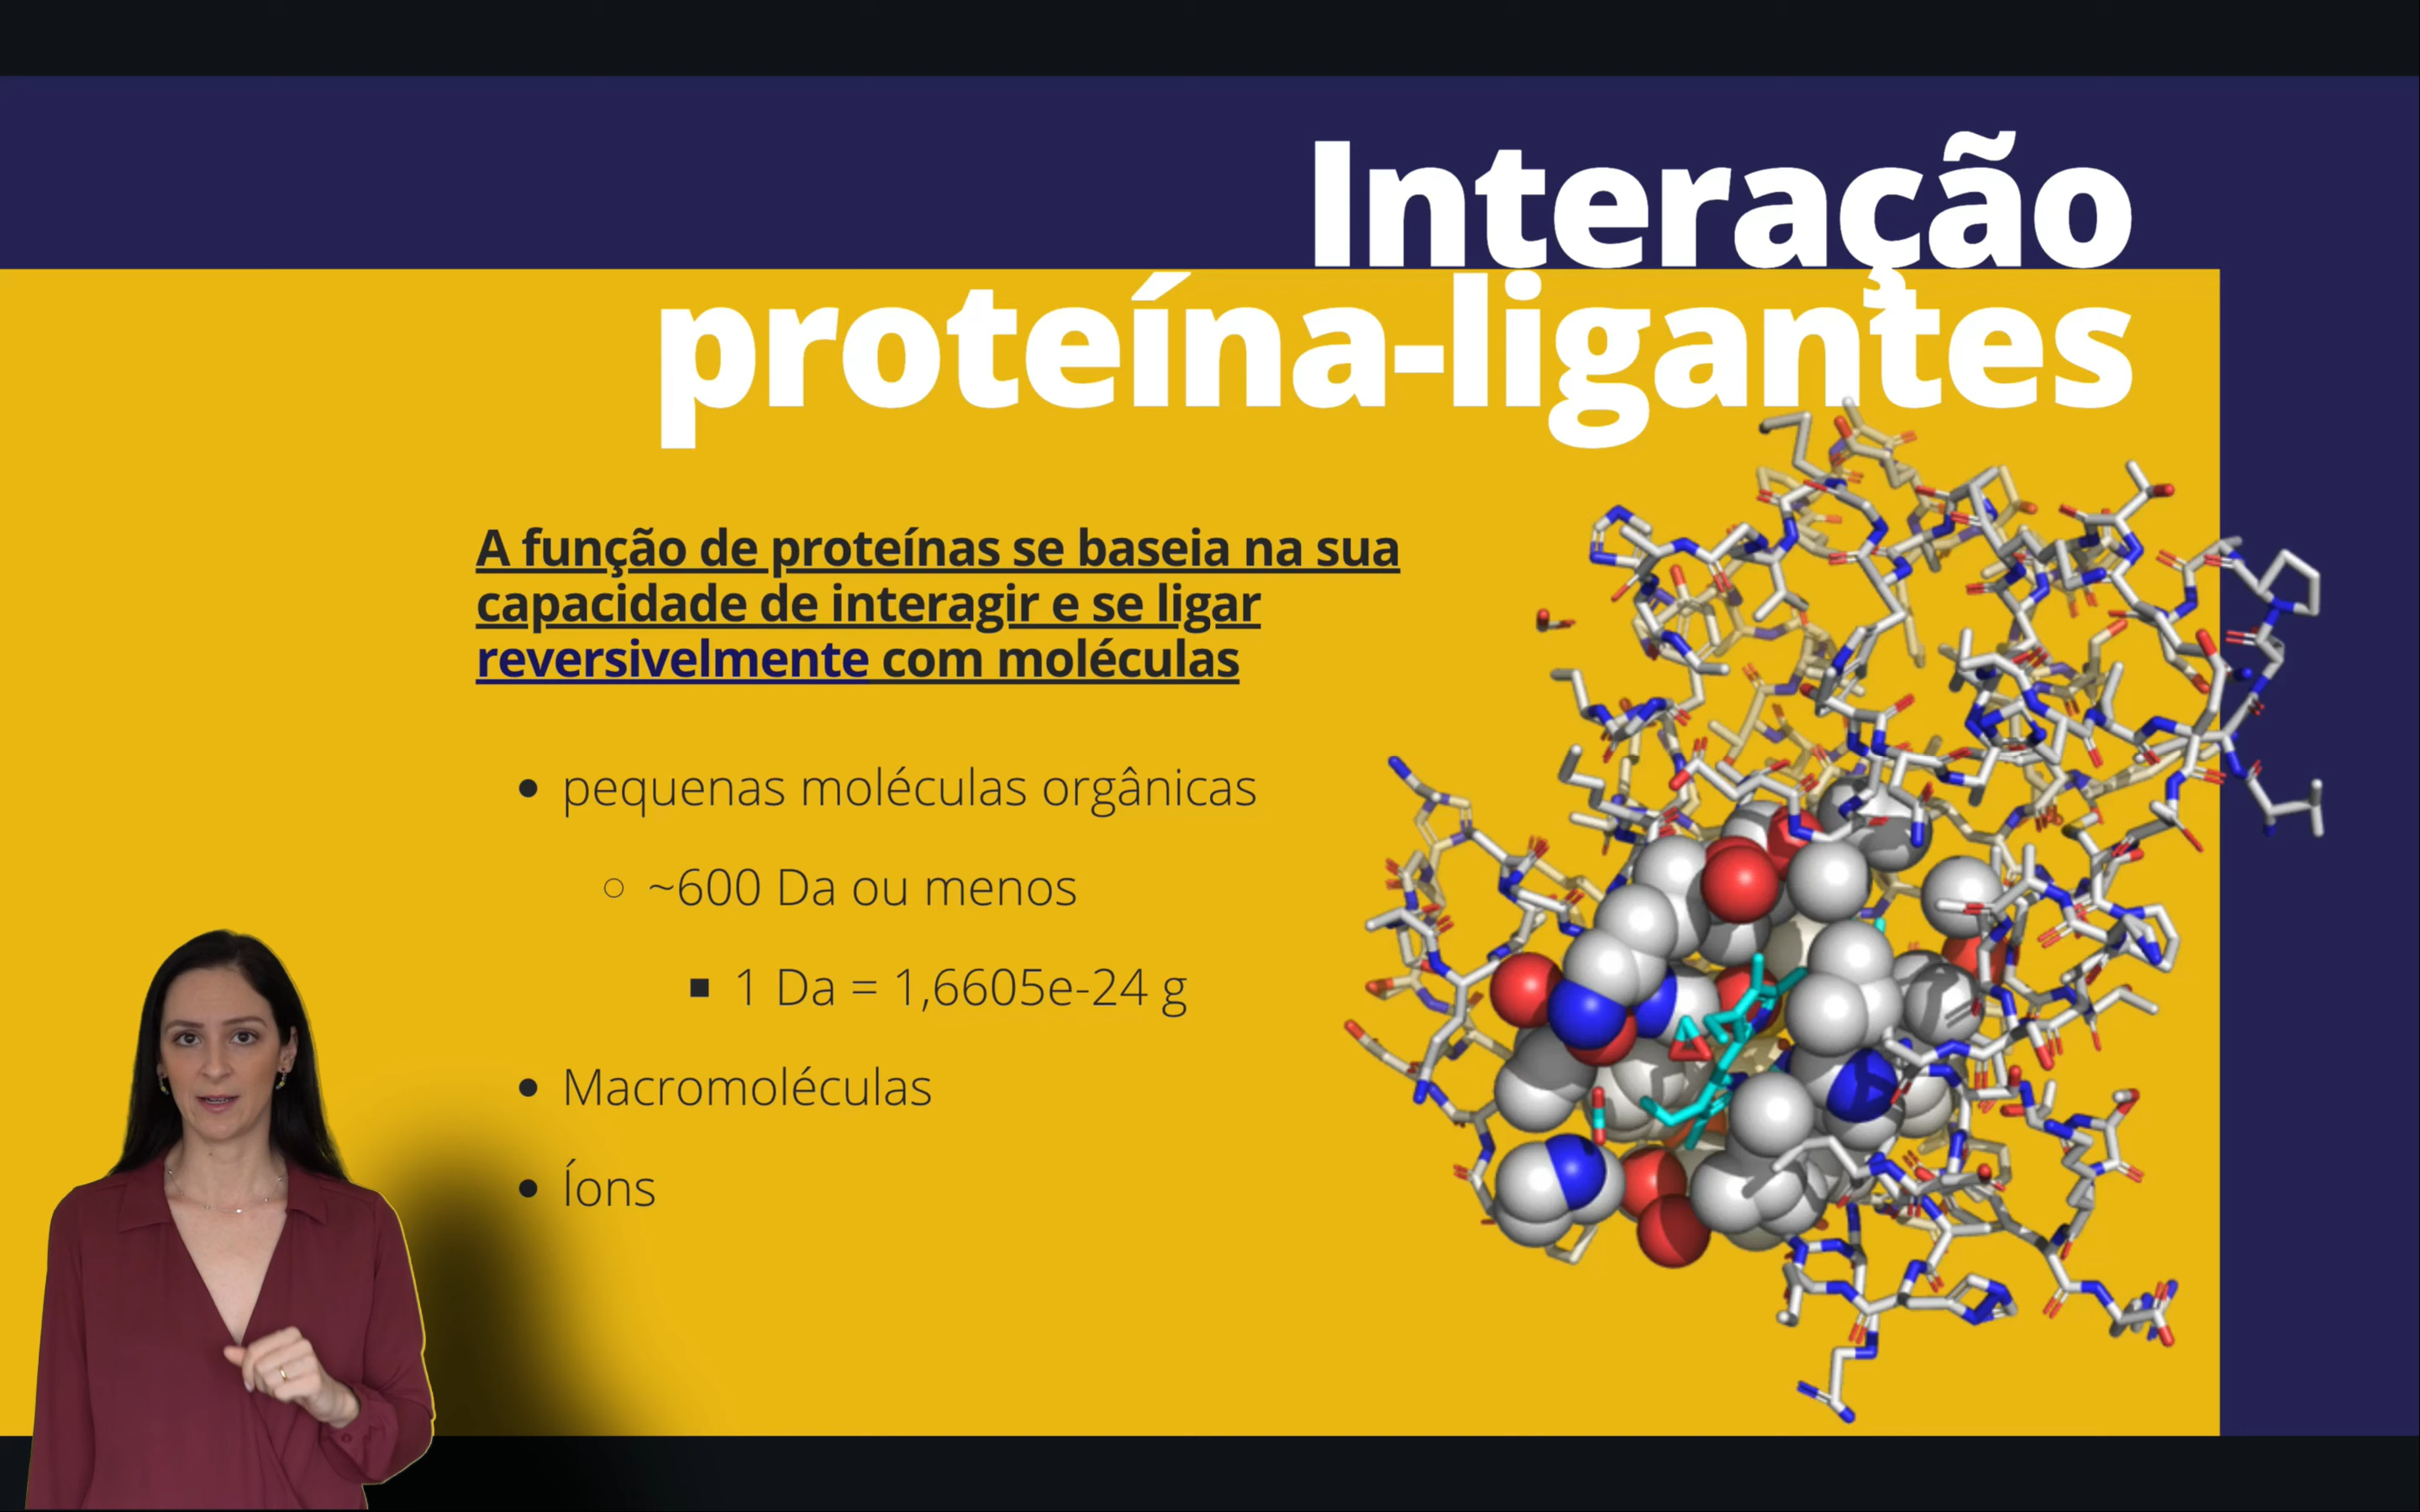 Interação
proteína-ligantes
A função de proteínas se baseia na sua
capacidade de interagir e se ligar
reversivelmente com moléculas
• pequenas moléculas orgânicas
○ ~600 Da ou menos
▪ 1 Da = 1,6605e-24 g
• Macromoléculas
• Íons